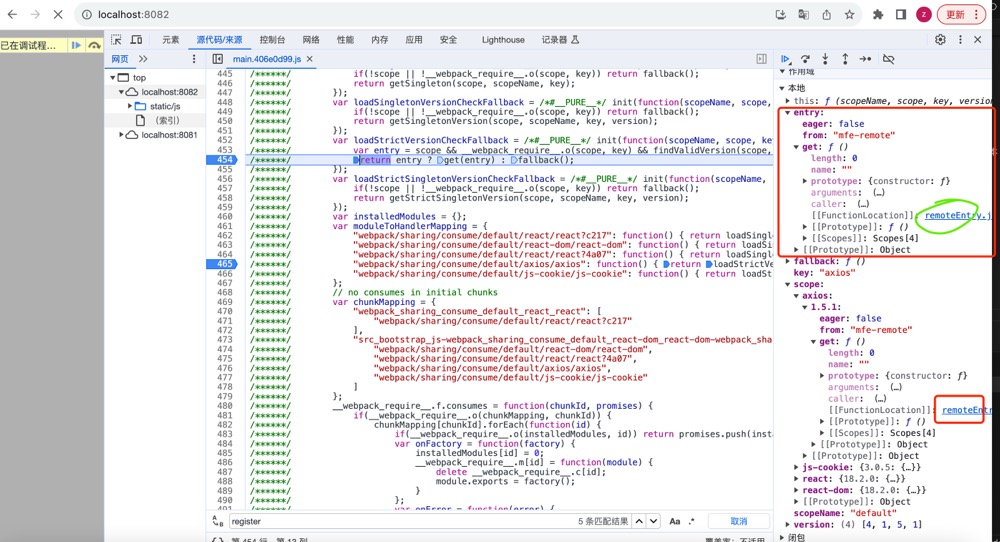 localhost:8082
Z
更新
已在调试程...
元素
源代码/来源
控制台
网络
性能
内存
应用
Lighthouse
记录器
网页
main.406e0d99.js
top
localhost:8082
static/js
(索引)
localhost:8081
445 /******/ if(!scope || !__webpack_require__.o(scope, key)) return fallback();
446 /******/ return getSingleton(scope, scopeName, key);
447 /******/ });
448 /******/ var loadSingletonVersionCheckFallback = /*#__PURE__*/ init(function(scopeName, scope,
449 /******/ if(!scope || !__webpack_require__.o(scope, key)) return fallback();
450 /******/ return getSingletonVersion(scope, scopeName, key, version);
451 /******/ });
452 /******/ var loadStrictVersionCheckFallback = /*#__PURE__*/ init(function(scopeName, scope, key
453 /******/ var entry = scope && __webpack_require__.o(scope, key) && findValidVersion(scope,
454 /******/ return entry ? get(entry) : fallback();
455 /******/ });
456 /******/ var loadStrictSingletonVersionCheckFallback = /*#__PURE__*/ init(function(scopeName,
457 /******/ if(!scope || !__webpack_require__.o(scope, key)) return fallback();
458 /******/ return getStrictSingletonVersion(scope, scopeName, key, version);
459 /******/ });
460 /******/ var installedModules = {};
461 /******/ var moduleToHandlerMapping = {
462 /******/ "webpack/sharing/consume/default/react/react?c217": function() { return loadSingl
463 /******/ "webpack/sharing/consume/default/react-dom/react-dom": function() { return loadSi
464 /******/ "webpack/sharing/consume/default/react/react?4a07": function() { return loadSingl
465 /******/ "webpack/sharing/consume/default/axios/axios": function() { return loadStrictVe
466 /******/ "webpack/sharing/consume/default/js-cookie/js-cookie": function() { return loadSt
467 /******/ };
468 /******/ // no consumes in initial chunks
469 /******/ var chunkMapping = {
470 /******/ "webpack_sharing_consume_default_react_react": [
471 /******/ "webpack/sharing/consume/default/react/react?c217"
472 /******/ ],
473 /******/ "src_bootstrap_js-webpack_sharing_consume_default_react-dom_react-dom-webpack_sha
474 /******/ "webpack/sharing/consume/default/react-dom/react-dom",
475 /******/ "webpack/sharing/consume/default/react/react?4a07",
476 /******/ "webpack/sharing/consume/default/axios/axios",
477 /******/ "webpack/sharing/consume/default/js-cookie/js-cookie"
478 /******/ ]
479 /******/ };
480 /******/ __webpack_require__.f.consumes = function(chunkId, promises) {
481 /******/ if(__webpack_require__.o(chunkMapping, chunkId)) {
482 /******/ chunkMapping[chunkId].forEach(function(id) {
483 /******/ if(__webpack_require__.o(installedModules, id)) return promises.push(insta
484 /******/ var onFactory = function(factory) {
485 /******/ installedModules[id] = 0;
486 /******/ __webpack_require__.m[id] = function(module) {
487 /******/ delete __webpack_require__.c[id];
488 /******/ module.exports = factory();
489 /******/ }
490 /******/ };
register
5 条匹配结果
Aa
.*
取消
作用域
本地
this: ƒ (scopeName, scope, key, version
entry:
eager: false
from: "mfe-remote"
get: ƒ ()
length: 0
name: ""
prototype: {constructor: ƒ}
arguments: (…)
caller: (…)
[[FunctionLocation]]: remoteEntry.j
[[Prototype]]: ƒ ()
[[Scopes]]: Scopes[4]
[[Prototype]]: Object
fallback: ƒ ()
key: "axios"
scope:
axios:
1.5.1:
eager: false
from: "mfe-remote"
get: ƒ ()
length: 0
name: ""
prototype: {constructor: ƒ}
arguments: (…)
caller: (…)
[[FunctionLocation]]: remoteEntr
[[Prototype]]: ƒ ()
[[Scopes]]: Scopes[4]
[[Prototype]]: Object
[[Prototype]]: Object
js-cookie: {3.0.5: {…}}
react: {18.2.0: {…}}
react-dom: {18.2.0: {…}}
[[Prototype]]: Object
scopeName: "default"
version: (4) [4, 1, 5, 1]
闭包